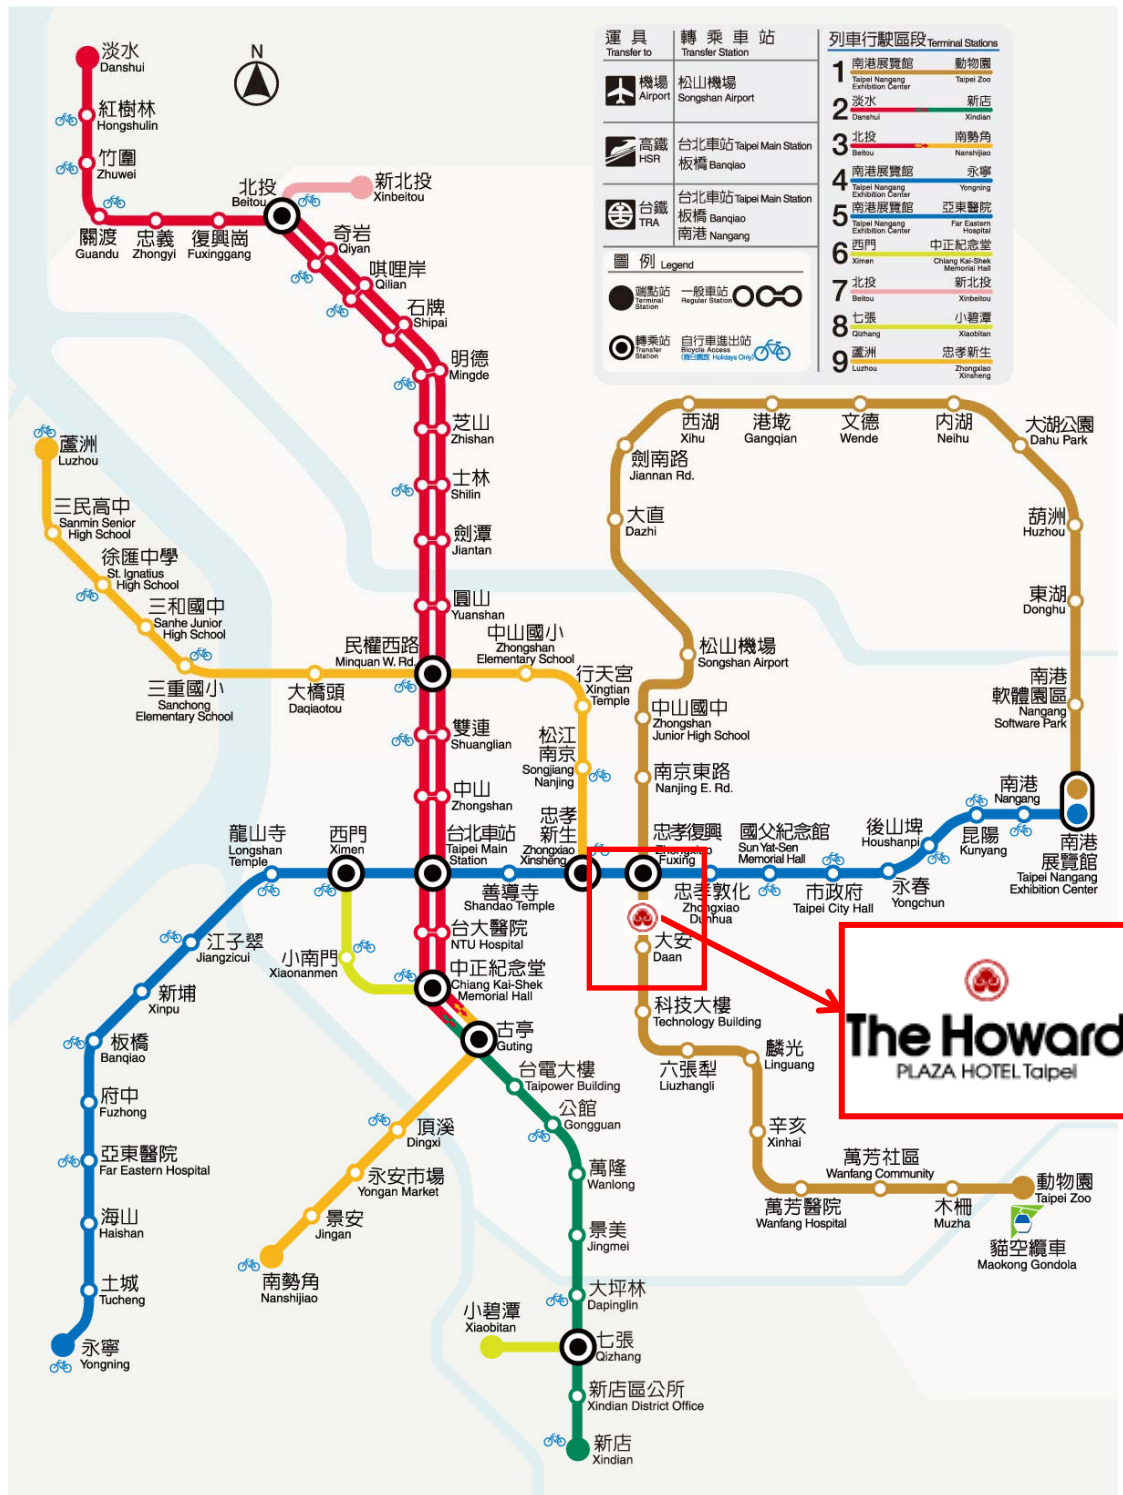 N
運具
Transfer to
轉乘車站
Transfer Station
機場
Airport
松山機場
Songshan Airport
高鐵
HSR
台北車站 Taipei Main Station
板橋 Banqiao
台鐵
TRA
台北車站 Taipei Main Station
板橋 Banqiao
南港 Nangang
圖例 Legend
端點站
Terminal
Station
一般車站
Regular Station
轉乘站
Transfer
Station
自行車進出站
Bicycle Access
(假日開放 Holidays Only)
列車行駛區段 Terminal Stations
1 南港展覽館 動物園
Taipei Nangang
Exhibition Center
Taipei Zoo
2 淡水 新店
Danshui Xindian
3 北投 南勢角
Beitou Nanshijiao
4 南港展覽館 永寧
Taipei Nangang
Exhibition Center
Yongning
5 南港展覽館 亞東醫院
Taipei Nangang
Exhibition Center
Far Eastern
Hospital
6 西門 中正紀念堂
Ximen
Chiang Kai-Shek
Memorial Hall
7 北投 新北投
Beitou Xinbeitou
8 七張 小碧潭
Qizhang Xiaobitan
9 蘆洲 忠孝新生
Luzhou
Zhongxiao
Xinsheng
淡水
Danshui
紅樹林
Hongshulin
竹圍
Zhuwei
關渡
Guandu
忠義
Zhongyi
復興崗
Fuxinggang
北投
Beitou
新北投
Xinbeitou
奇岩
Qiyan
唭哩岸
Qilian
石牌
Shipai
明德
Mingde
芝山
Zhishan
士林
Shilin
劍潭
Jiantan
圓山
Yuanshan
民權西路
Minquan W. Rd.
雙連
Shuanglian
中山
Zhongshan
台北車站
Taipei Main
Station
台大醫院
NTU Hospital
中正紀念堂
Chiang Kai-Shek
Memorial Hall
古亭
Guting
台電大樓
Taipower Building
公館
Gongguan
萬隆
Wanlong
景美
Jingmei
大坪林
Dapinglin
七張
Qizhang
小碧潭
Xiaobitan
新店區公所
Xindian District Office
新店
Xindian
蘆洲
Luzhou
三民高中
Sanmin Senior
High School
徐匯中學
St. Ignatius
High School
三和國中
Sanhe Junior
High School
三重國小
Sanchong
Elementary School
大橋頭
Daqiaotou
中山國小
Zhongshan
Elementary School
行天宮
Xingtian
Temple
松江
南京
Songjiang
Nanjing
忠孝
新生
Zhongxiao
Xinsheng
頂溪
Dingxi
永安市場
Yongan Market
景安
Jingan
南勢角
Nanshijiao
西湖
Xihu
港墘
Gangqian
文德
Wende
內湖
Neihu
大湖公園
Dahu Park
劍南路
Jiannan Rd.
大直
Dazhi
葫洲
Huzhou
東湖
Donghu
南港
軟體園區
Nangang
Software Park
松山機場
Songshan Airport
中山國中
Zhongshan
Junior High School
南京東路
Nanjing E. Rd.
忠孝復興
Zhongxiao
Fuxing
大安
Daan
科技大樓
Technology Building
六張犁
Liuzhangli
麟光
Linguang
辛亥
Xinhai
萬芳醫院
Wanfang Hospital
萬芳社區
Wanfang Community
木柵
Muzha
動物園
Taipei Zoo
貓空纜車
Maokong Gondola
南港
展覽館
Taipei Nangang
Exhibition Center
南港
Nangang
昆陽
Kunyang
後山埤
Houshanpi
永春
Yongchun
市政府
Taipei City Hall
國父紀念館
Sun Yat-Sen
Memorial Hall
忠孝敦化
Zhongxiao
Dunhua
善導寺
Shandao Temple
西門
Ximen
小南門
Xiaonanmen
龍山寺
Longshan
Temple
江子翠
Jiangzicui
新埔
Xinpu
板橋
Banqiao
府中
Fuzhong
亞東醫院
Far Eastern Hospital
海山
Haishan
土城
Tucheng
永寧
Yongning
The Howard
PLAZA HOTEL Taipei